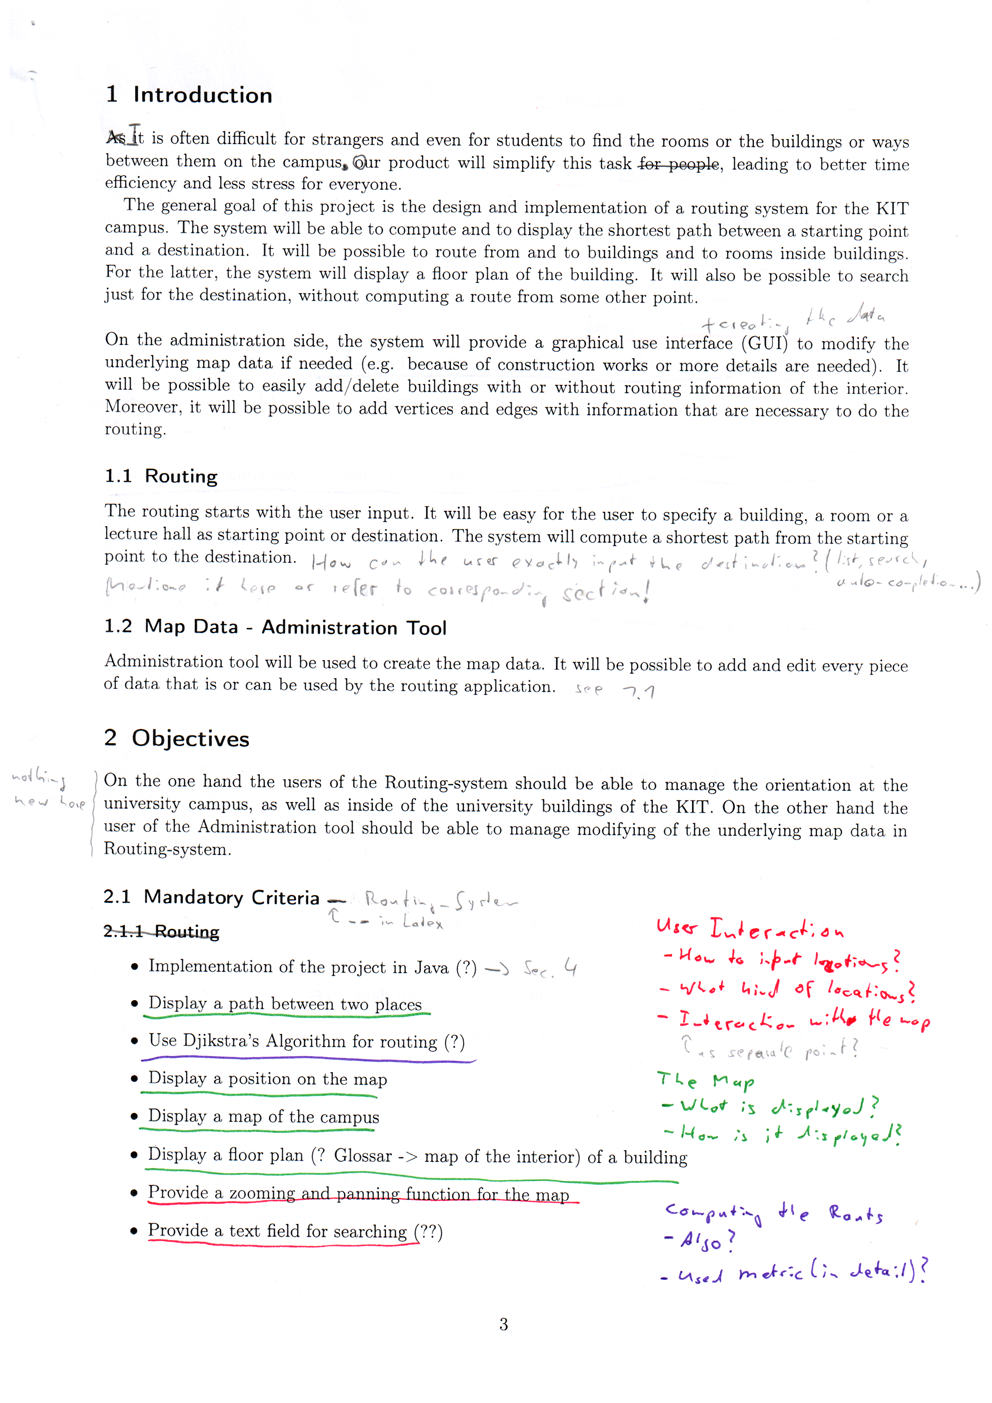 1 Introduction
As It is often difficult for strangers and even for students to find the rooms or the buildings or ways
between them on the campus. Our product will simplify this task for people, leading to better time
efficiency and less stress for everyone.
The general goal of this project is the design and implementation of a routing system for the KIT
campus. The system will be able to compute and to display the shortest path between a starting point
and a destination. It will be possible to route from and to buildings and to rooms inside buildings.
For the latter, the system will display a floor plan of the building. It will also be possible to search
just for the destination, without computing a route from some other point.
+creating the data
On the administration side, the system will provide a graphical use interface (GUI) to modify the
underlying map data if needed (e.g. because of construction works or more details are needed). It
will be possible to easily add/delete buildings with or without routing information of the interior.
Moreover, it will be possible to add vertices and edges with information that are necessary to do the
routing.
1.1 Routing
The routing starts with the user input. It will be easy for the user to specify a building, a room or a
lecture hall as starting point or destination. The system will compute a shortest path from the starting
point to the destination. How can the user exactly input the destination? (list, search,
auto-completion...)
Mentione it here or refer to corresponding section!
1.2 Map Data - Administration Tool
Administration tool will be used to create the map data. It will be possible to add and edit every piece
of data that is or can be used by the routing application. see 1.1
2 Objectives
nothing
new here
On the one hand the users of the Routing-system should be able to manage the orientation at the
university campus, as well as inside of the university buildings of the KIT. On the other hand the
user of the Administration tool should be able to manage modifying of the underlying map data in
Routing-system.
2.1 Mandatory Criteria — Routing-System
↑ -- in Latex
2.1.1 Routing
• Implementation of the project in Java (?) → Sec. 4
• Display a path between two places
• Use Djikstra's Algorithm for routing (?)
• Display a position on the map
• Display a map of the campus
• Display a floor plan (? Glossar -> map of the interior) of a building
• Provide a zooming and panning function for the map
• Provide a text field for searching (??)
User Interaction
- How to input locations?
- What kind of locations?
- Interaction with the map
↑ as separate point?
The Map
- What is displayed?
- How is it displayed?
Computing the Route
- Algo?
- Used metric (in detail)?
3